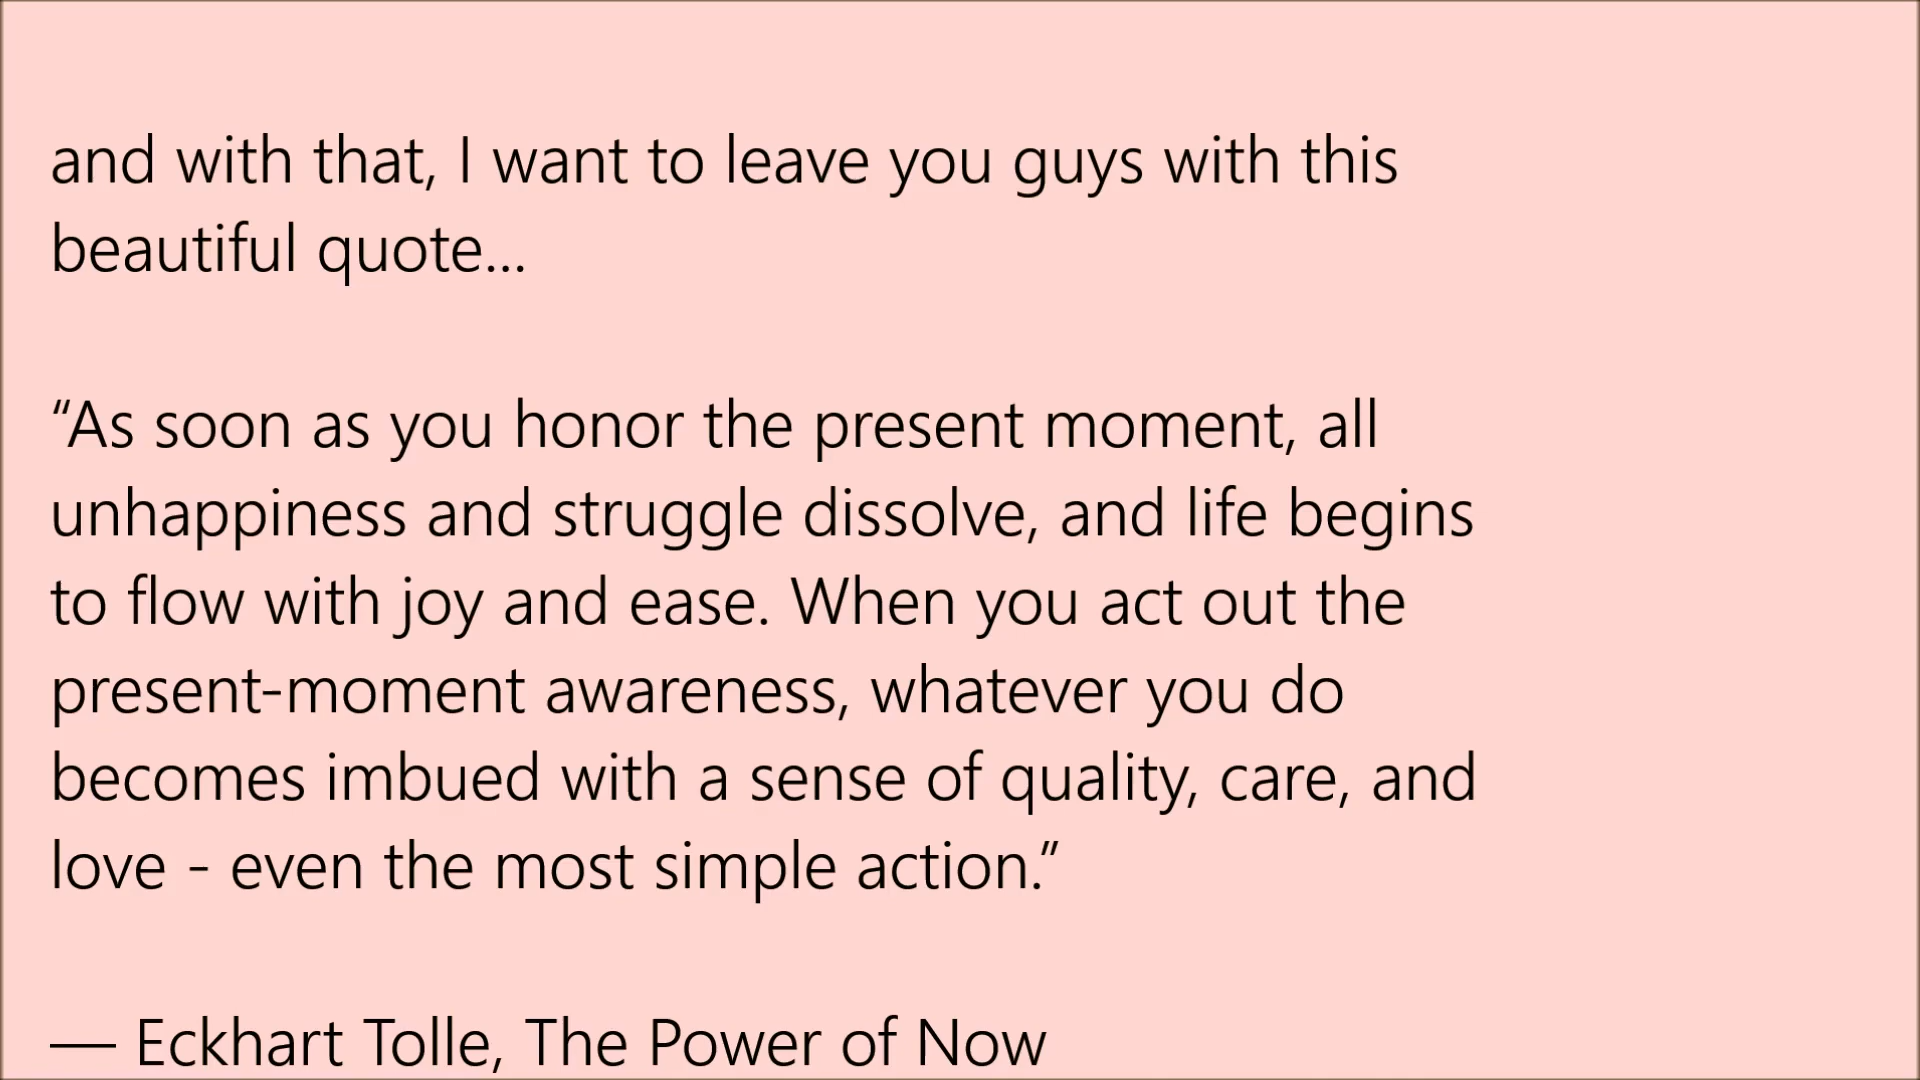 and with that, I want to leave you guys with this
beautiful quote...
“As soon as you honor the present moment, all
unhappiness and struggle dissolve, and life begins
to flow with joy and ease. When you act out the
present-moment awareness, whatever you do
becomes imbued with a sense of quality, care, and
love - even the most simple action.”
— Eckhart Tolle, The Power of Now